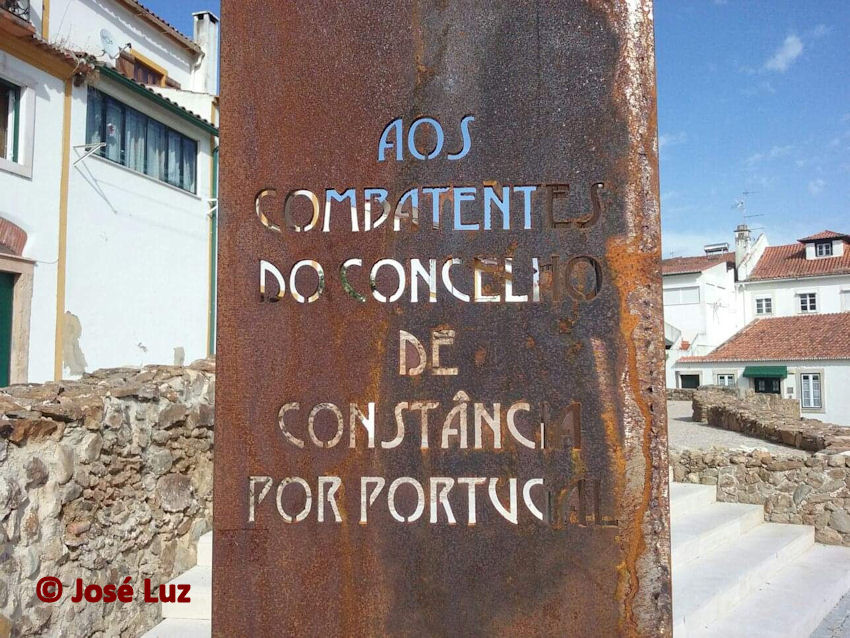 AOS
COMBATENTES
DO CONCELHO
DE
CONSTÂNCIA
POR PORTUGAL
© José Luz